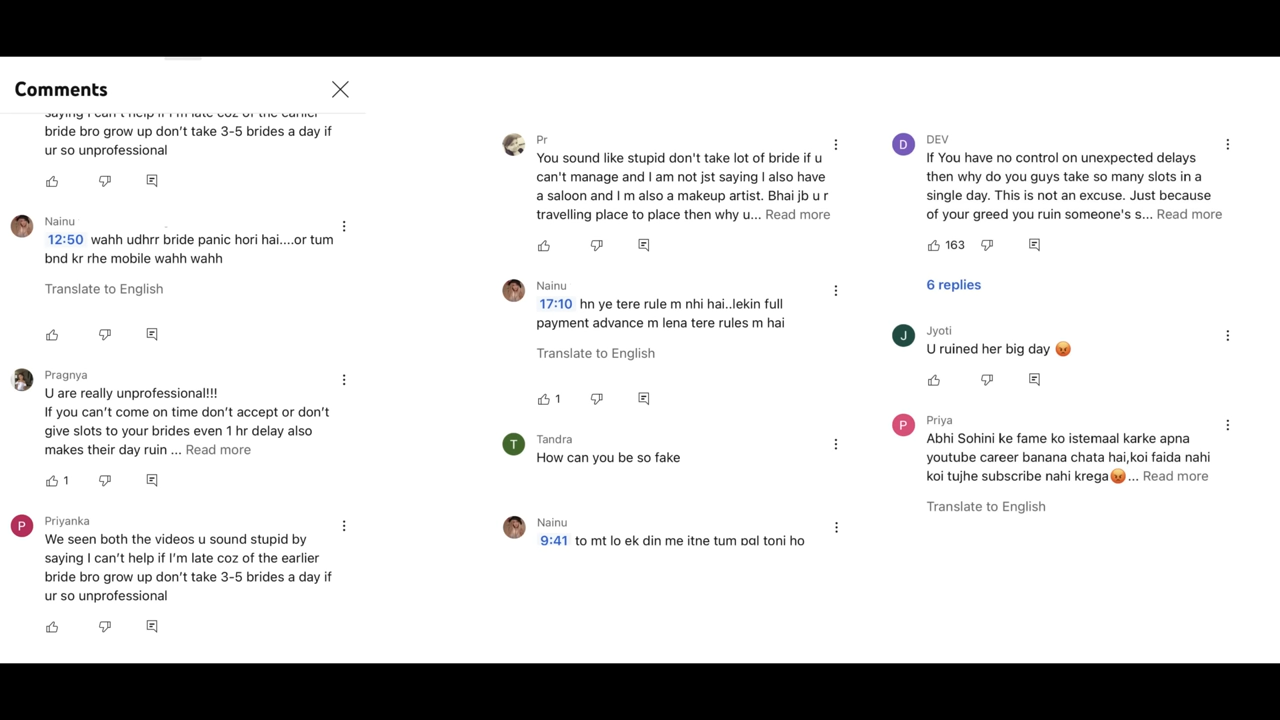 Comments
saying I can't help if I'm late coz of the earlier
bride bro grow up don't take 3-5 brides a day if
ur so unprofessional
Nainu
12:50 wahh udhrr bride panic hori hai....or tum
bnd kr rhe mobile wahh wahh
Translate to English
Pragnya
U are really unprofessional!!!
If you can't come on time don't accept or don't
give slots to your brides even 1 hr delay also
makes their day ruin ... Read more
1
Priyanka
We seen both the videos u sound stupid by
saying I can't help if I'm late coz of the earlier
bride bro grow up don't take 3-5 brides a day if
ur so unprofessional
Pr
You sound like stupid don't take lot of bride if u
can't manage and I am not jst saying I also have
a saloon and I m also a makeup artist. Bhai jb u r
travelling place to place then why u... Read more
Nainu
17:10 hn ye tere rule m nhi hai..lekin full
payment advance m lena tere rules m hai
Translate to English
1
T
Tandra
How can you be so fake
Nainu
9:41 to mt lo ek din me itne tum pal toni ho
D
DEV
If You have no control on unexpected delays
then why do you guys take so many slots in a
single day. This is not an excuse. Just because
of your greed you ruin someone's s... Read more
163
6 replies
J
Jyoti
U ruined her big day 😡
P
Priya
Abhi Sohini ke fame ko istemaal karke apna
youtube career banana chata hai,koi faida nahi
koi tujhe subscribe nahi krega😡... Read more
Translate to English